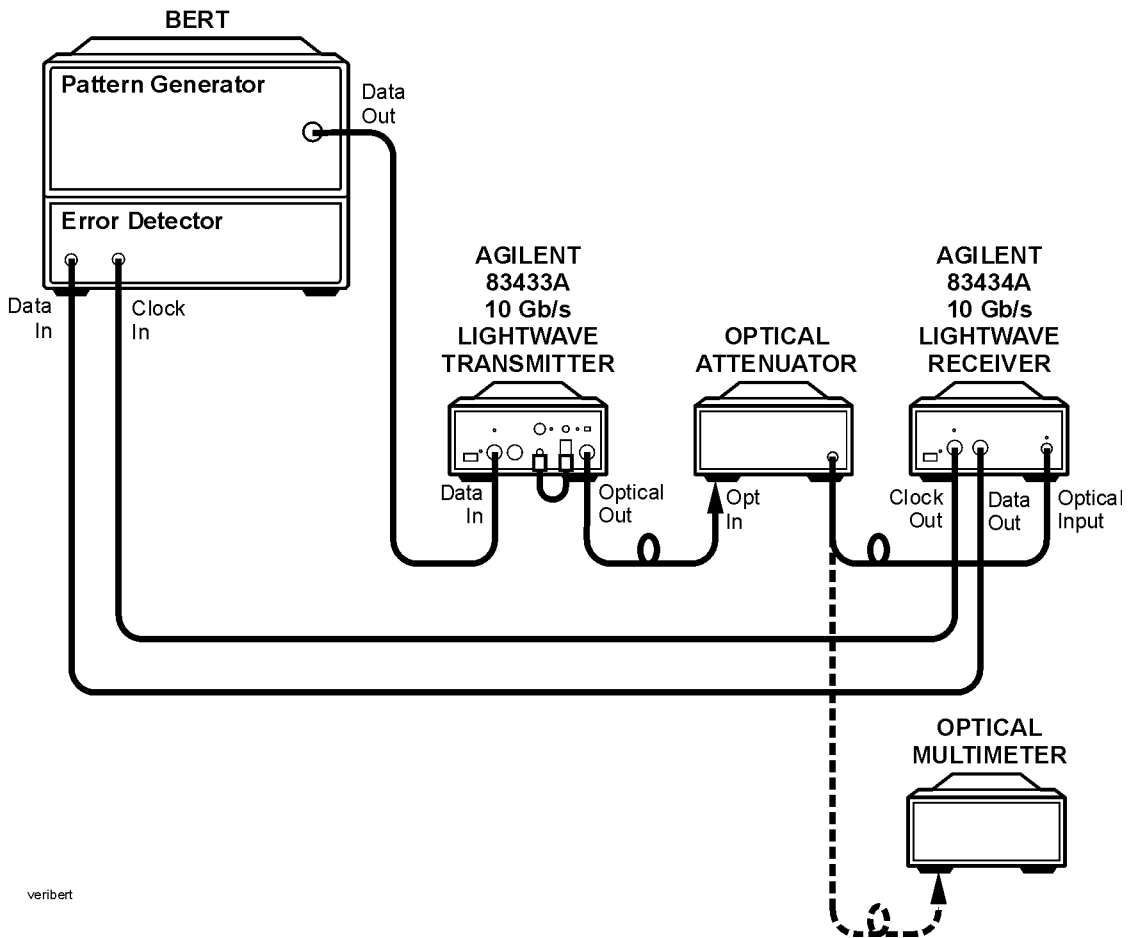 BERT
Pattern Generator
Data
Out
Error Detector
Data
In
Clock
In
AGILENT
83433A
10 Gb/s
LIGHTWAVE
TRANSMITTER
OPTICAL
ATTENUATOR
AGILENT
83434A
10 Gb/s
LIGHTWAVE
RECEIVER
Data
In
Optical
Out
Opt
In
Clock
Out
Data
Out
Optical
Input
OPTICAL
MULTIMETER
veribert